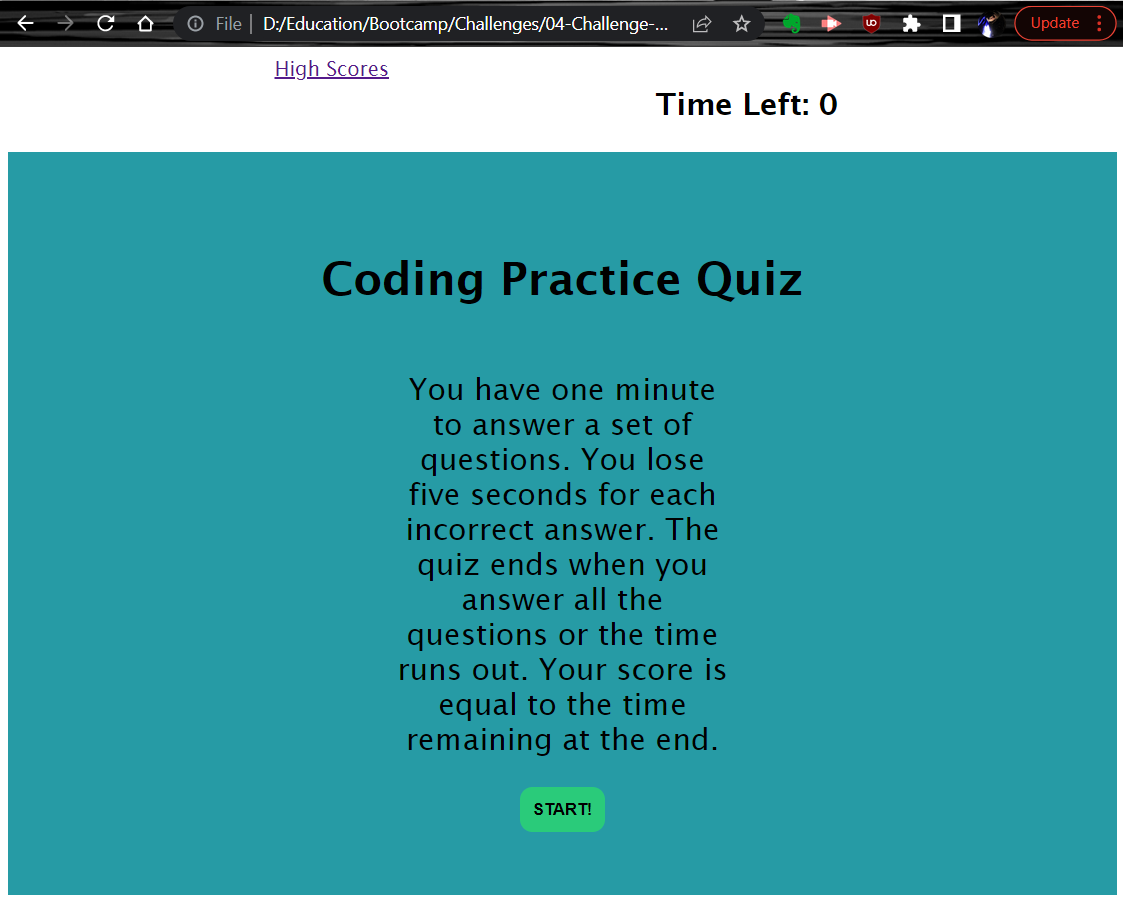 File | D:/Education/Bootcamp/Challenges/04-Challenge-...
Update
High Scores
Time Left: 0
Coding Practice Quiz
You have one minute
to answer a set of
questions. You lose
five seconds for each
incorrect answer. The
quiz ends when you
answer all the
questions or the time
runs out. Your score is
equal to the time
remaining at the end.
START!